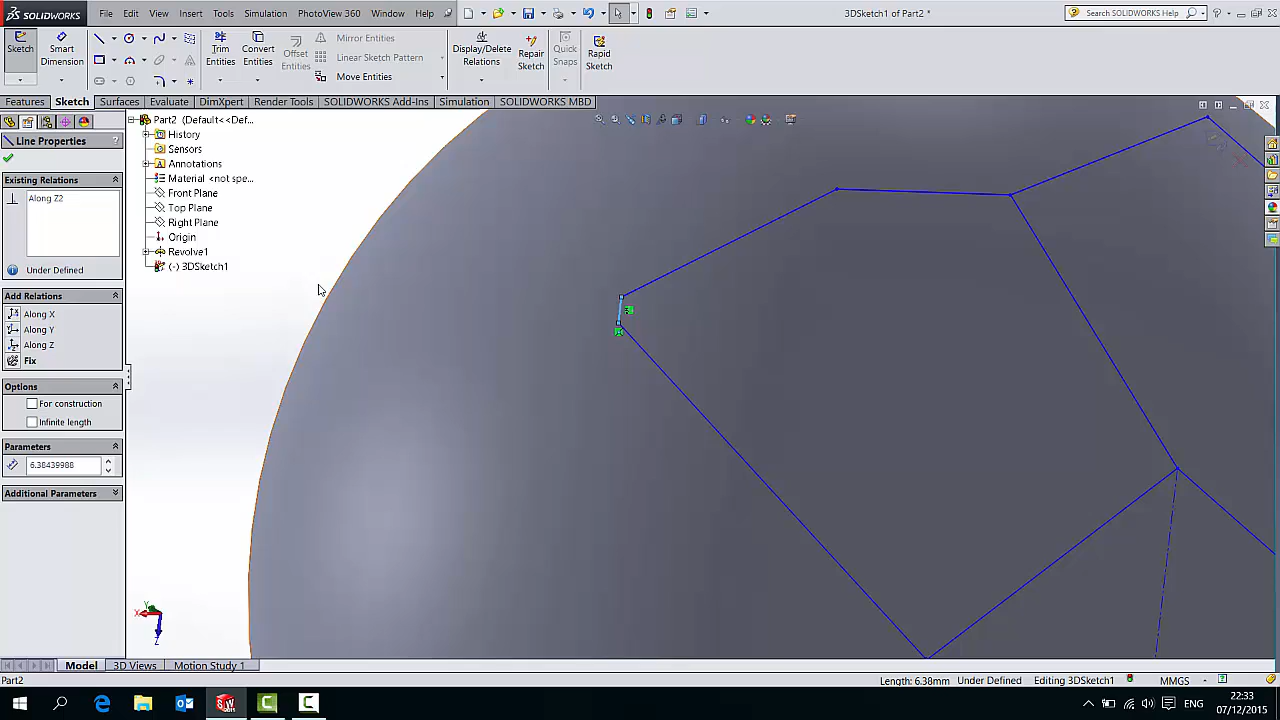 SOLIDWORKS
File Edit View Insert Tools Simulation PhotoView 360 Window Help
3DSketch1 of Part2 *
Search SOLIDWORKS Help
Sketch
Smart Dimension
Trim Entities
Convert Entities
Offset Entities
Mirror Entities
Linear Sketch Pattern
Move Entities
Display/Delete Relations
Repair Sketch
Quick Snaps
Rapid Sketch
Features Sketch Surfaces Evaluate DimXpert Render Tools SOLIDWORKS Add-Ins Simulation SOLIDWORKS MBD
Line Properties
Existing Relations
Along Z2
Under Defined
Add Relations
Along X
Along Y
Along Z
Fix
Options
For construction
Infinite length
Parameters
6.38439988
Additional Parameters
Part2 (Default<<Def...
History
Sensors
Annotations
Material <not spe...
Front Plane
Top Plane
Right Plane
Origin
Revolve1
(-) 3DSketch1
X
Y
Z
Model 3D Views Motion Study 1
Part2
Length: 6.38mm Under Defined Editing 3DSketch1 MMGS
ENG
22:33
07/12/2015